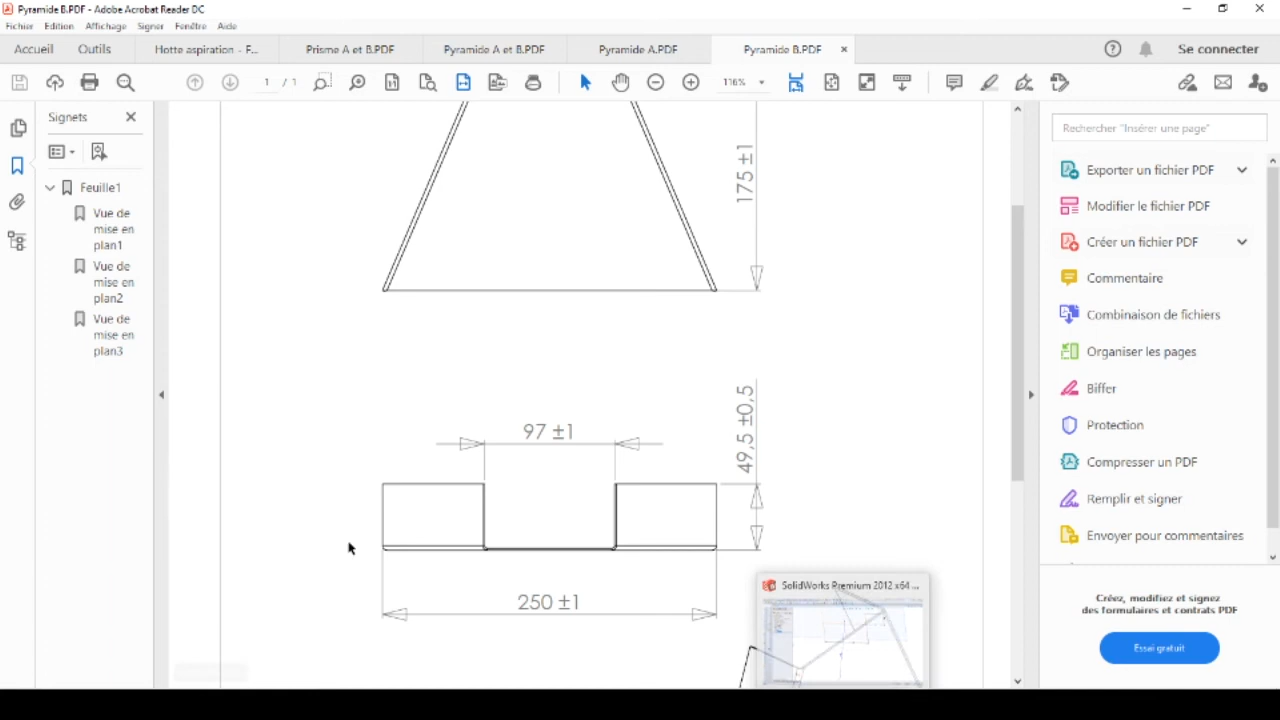 Pyramide B.PDF - Adobe Acrobat Reader DC
Fichier Edition Affichage Signer Fenêtre Aide
Accueil Outils Hotte aspiration - F... Prisme A et B.PDF Pyramide A et B.PDF Pyramide A.PDF Pyramide B.PDF × ? Se connecter
1 / 1 116%
Signets
Feuille1
Vue de
mise en
plan1
Vue de
mise en
plan2
Vue de
mise en
plan3
175 ±1
97 ±1
49,5 ±0,5
250 ±1
SolidWorks Premium 2012 x64 ...
Rechercher "Insérer une page"
Exporter un fichier PDF
Modifier le fichier PDF
Créer un fichier PDF
Commentaire
Combinaison de fichiers
Organiser les pages
Biffer
Protection
Compresser un PDF
Remplir et signer
Envoyer pour commentaires
Créez, modifiez et signez
des formulaires et contrats PDF
Essai gratuit